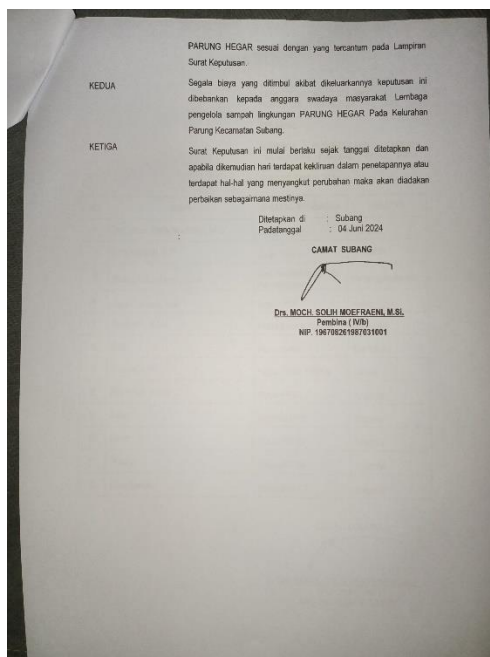 PARUNG HEGAR sesuai dengan yang tercantum pada Lampiran
Surat Keputusan.
KEDUA
Segala biaya yang ditimbul akibat dikeluarkannya keputusan ini
dibebankan kepada anggara swadaya masyarakat Lembaga
pengelola sampah lingkungan PARUNG HEGAR Pada Kelurahan
Parung Kecamatan Subang.
KETIGA
Surat Keputusan ini mulai berlaku sejak tanggal ditetapkan dan
apabila dikemudian hari terdapat kekliruan dalam penetapannya atau
terdapat hal-hal yang menyangkut perubahan maka akan diadakan
perbaikan sebagaimana mestinya.
Ditetapkan di : Subang
Padatanggal : 04 Juni 2024
:
CAMAT SUBANG
Drs. MOCH. SOLIH MOEFRAENI, M.Si.
Pembina ( IV/b)
NIP. 196708261987031001